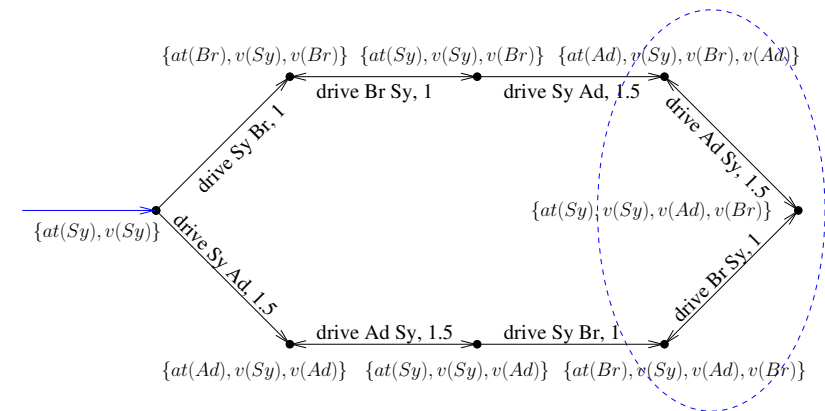 {at(Br), v(Sy), v(Br)} {at(Sy), v(Sy), v(Br)} {at(Ad), v(Sy), v(Br), v(Ad)}
drive Br Sy, 1
drive Sy Ad, 1.5
drive Sy Br, 1
drive Ad Sy, 1.5
{at(Sy), v(Sy)}
{at(Sy), v(Sy), v(Ad), v(Br)}
drive Sy Ad, 1.5
drive Br Sy, 1
drive Ad Sy, 1.5
drive Sy Br, 1
{at(Ad), v(Sy), v(Ad)} {at(Sy), v(Sy), v(Ad)} {at(Br), v(Sy), v(Ad), v(Br)}